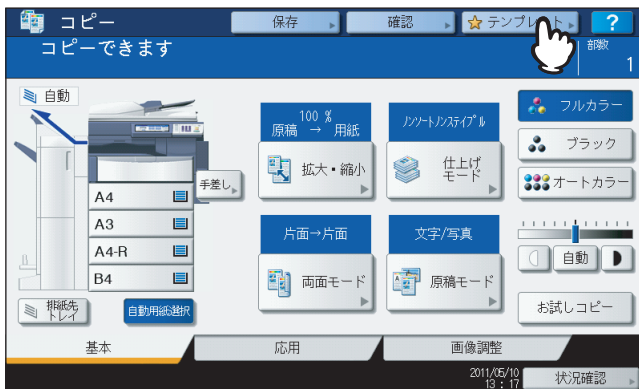 コピー
保存
確認
テンプレート
?
コピーできます
部数
1
自動
100 %
原稿 → 用紙
ノンソートノンステイプル
フルカラー
拡大・縮小
仕上げ
モード
ブラック
手差し
オートカラー
A4
A3
片面→片面
文字/写真
A4-R
自動
B4
両面モード
原稿モード
排紙先
トレイ
自動用紙選択
お試しコピー
基本
応用
画像調整
2011/05/10
13 : 17
状況確認